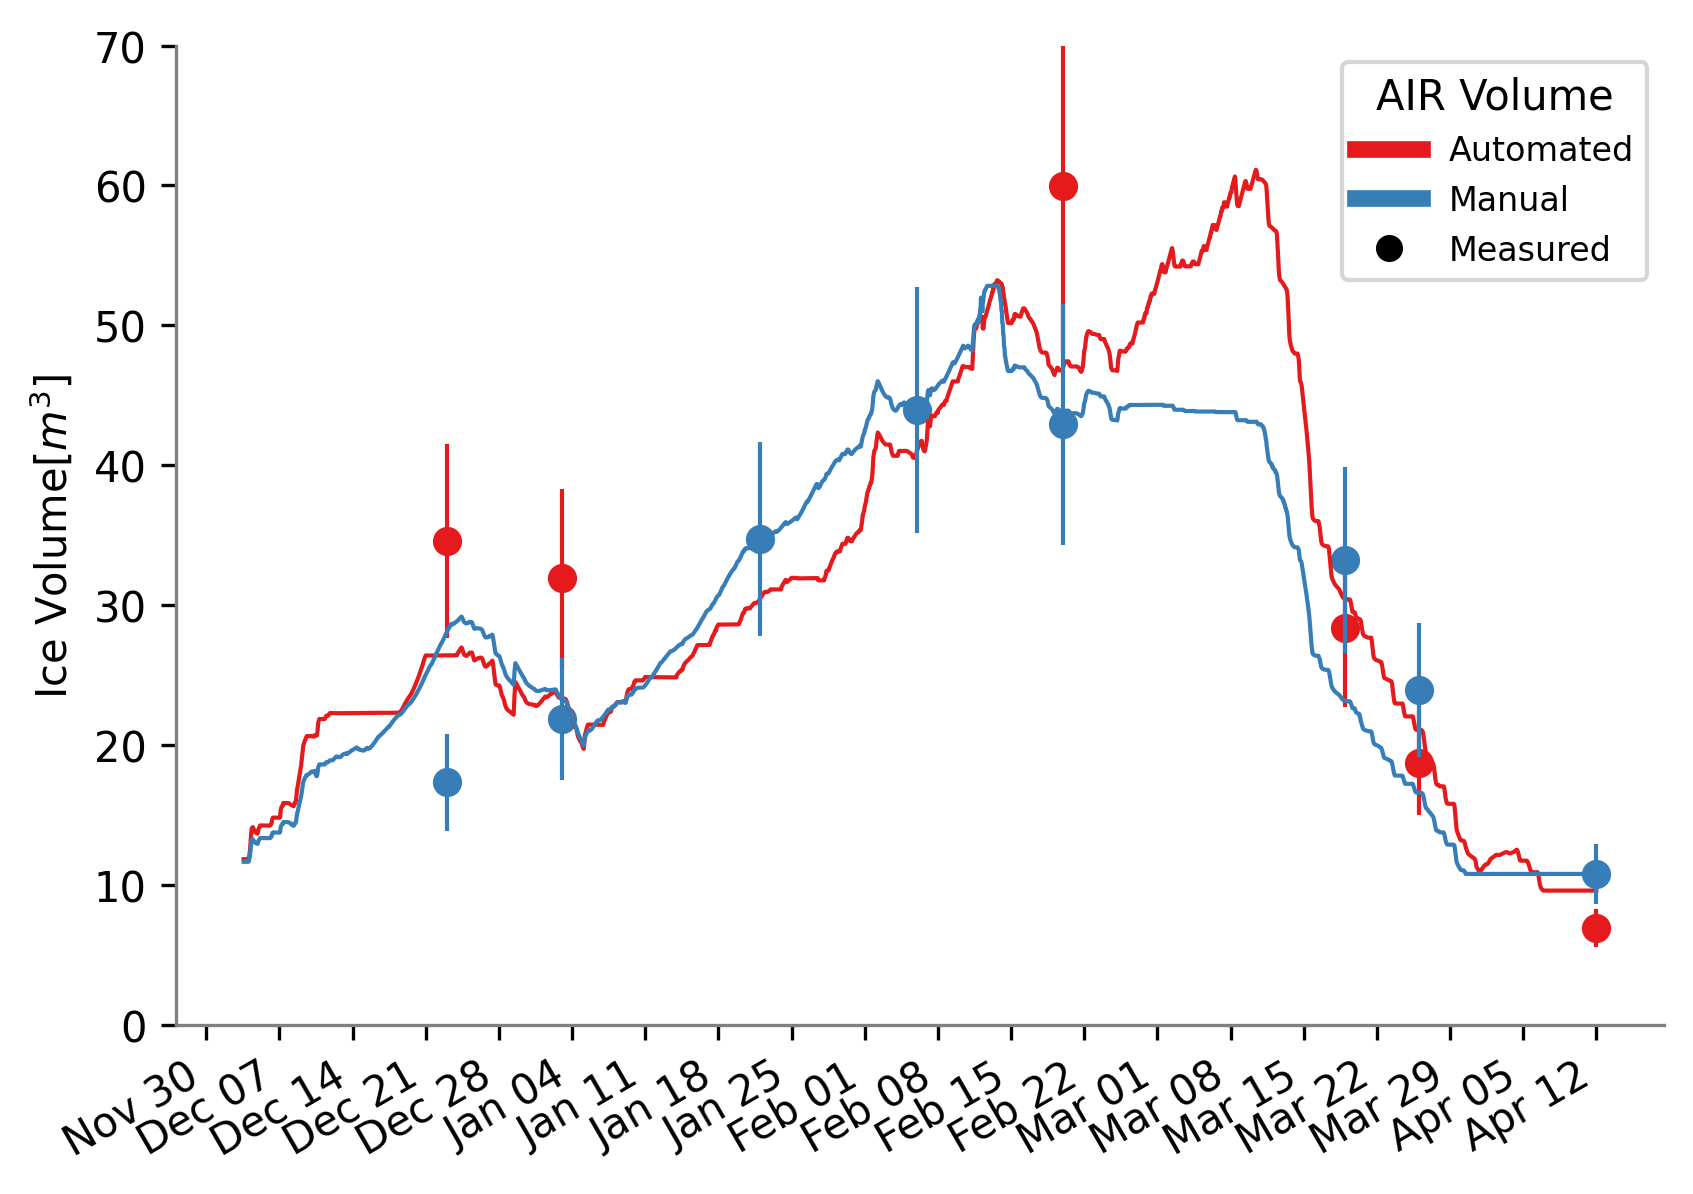 70
60
50
40
30
20
10
0
Ice Volume[m³]
AIR Volume
Automated
Manual
Measured
Nov 30
Dec 07
Dec 14
Dec 21
Dec 28
Jan 04
Jan 11
Jan 18
Jan 25
Feb 01
Feb 08
Feb 15
Feb 22
Mar 01
Mar 08
Mar 15
Mar 22
Mar 29
Apr 05
Apr 12